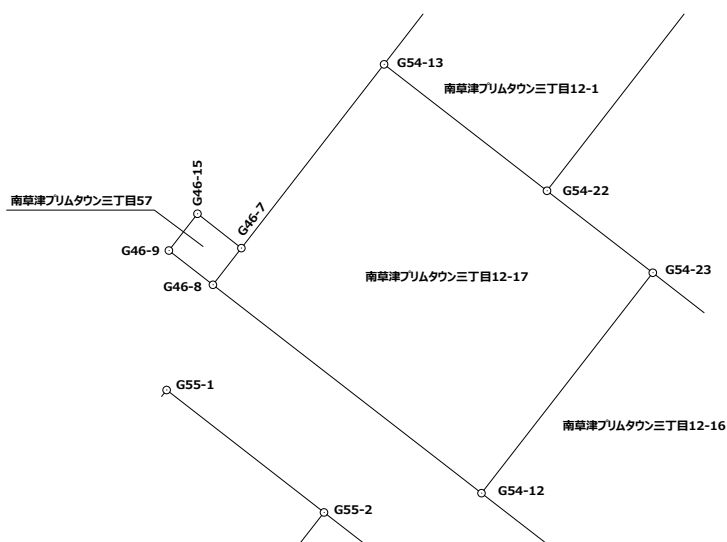 G54-13
南草津プリムタウン三丁目12-1
G46-15
南草津プリムタウン三丁目57
G54-22
G46-7
G46-9
G54-23
南草津プリムタウン三丁目12-17
G46-8
G55-1
南草津プリムタウン三丁目12-16
G54-12
G55-2